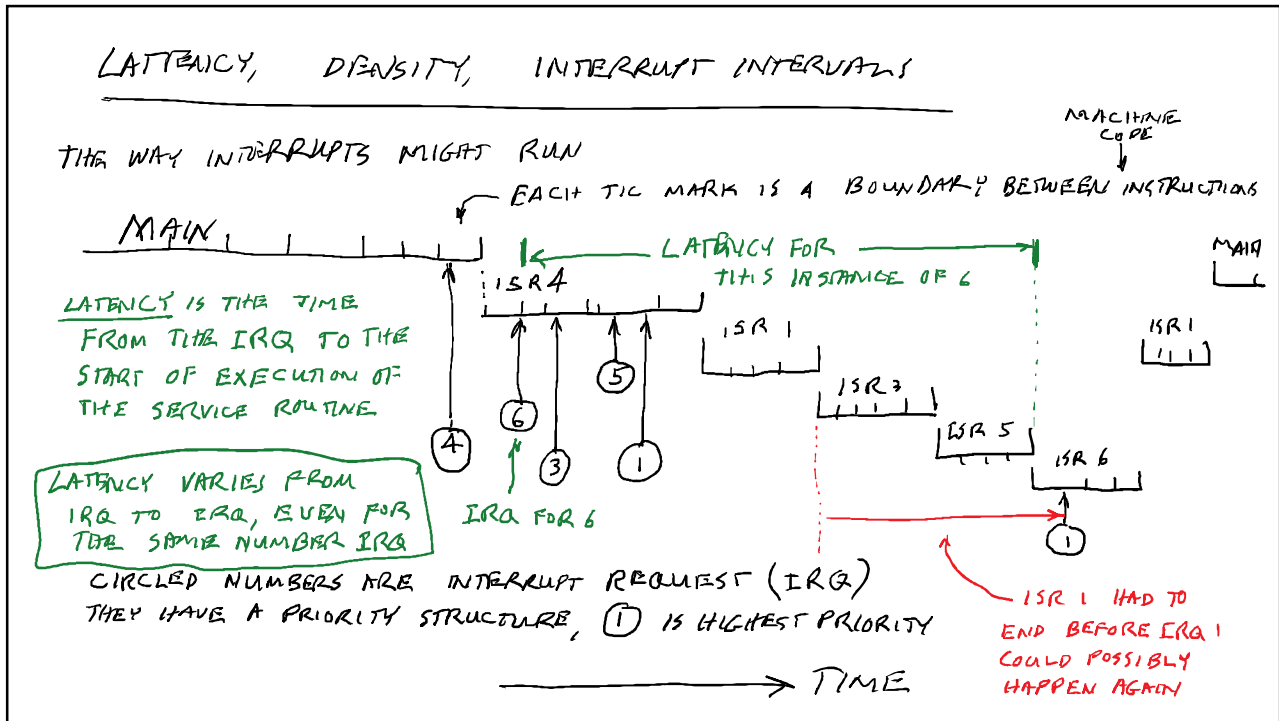 LATTENCY, DENSITY, INTERRUPT INTERVALS
THE WAY INTERRUPTS MIGHT RUN
MACHINE
CODE
EACH TIC MARK IS A BOUNDARY BETWEEN INSTRUCTIONS
MAIN
LATENCY FOR
THIS INSTANCE OF 6
MAIN
ISR 4
LATENCY IS THE TIME
FROM THE IRQ TO THE
START OF EXECUTION OF
THE SERVICE ROUTINE
ISR 1
ISR 1
5
ISR 3
6
4
3
1
ISR 5
ISR 6
LATENCY VARIES FROM
IRQ TO IRQ, EVEN FOR
THE SAME NUMBER IRQ
IRQ FOR 6
1
CIRCLED NUMBERS ARE INTERRUPT REQUEST (IRQ)
THEY HAVE A PRIORITY STRUCTURE, 1 IS HIGHEST PRIORITY
ISR 1 HAD TO
END BEFORE IRQ 1
COULD POSSIBLY
HAPPEN AGAIN
TIME